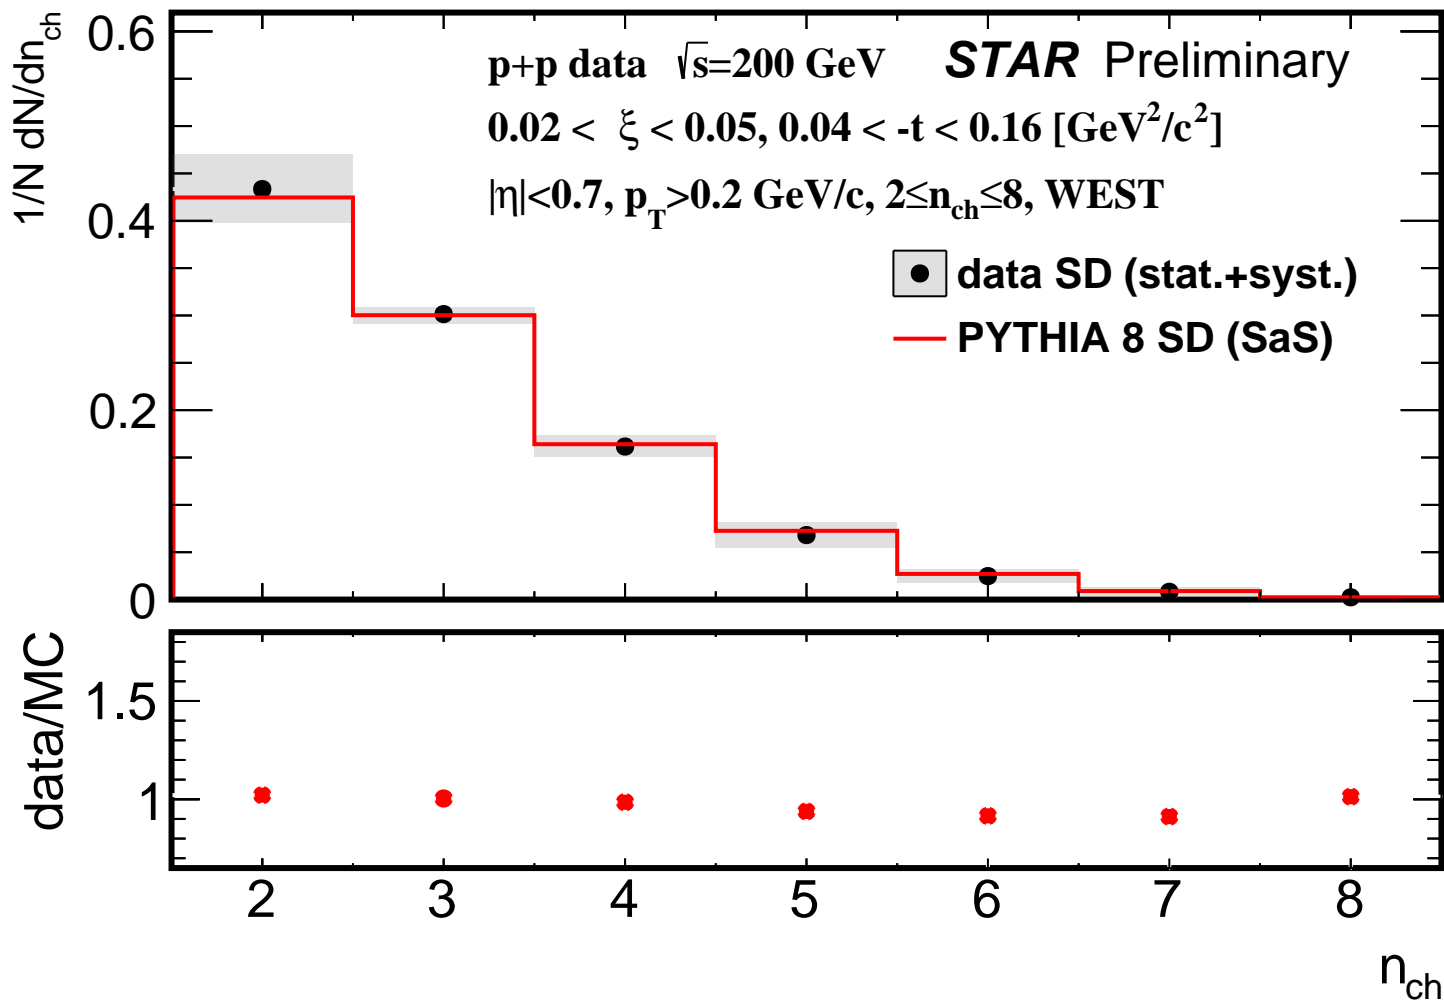 1/N dN/dn_ch
0.6
0.4
0.2
0
p+p data √s=200 GeV STAR Preliminary
0.02 < ξ < 0.05, 0.04 < -t < 0.16 [GeV²/c²]
|η|<0.7, p_T>0.2 GeV/c, 2≤n_ch≤8, WEST
data SD (stat.+syst.)
PYTHIA 8 SD (SaS)
data/MC
1.5
1
2 3 4 5 6 7 8
n_ch